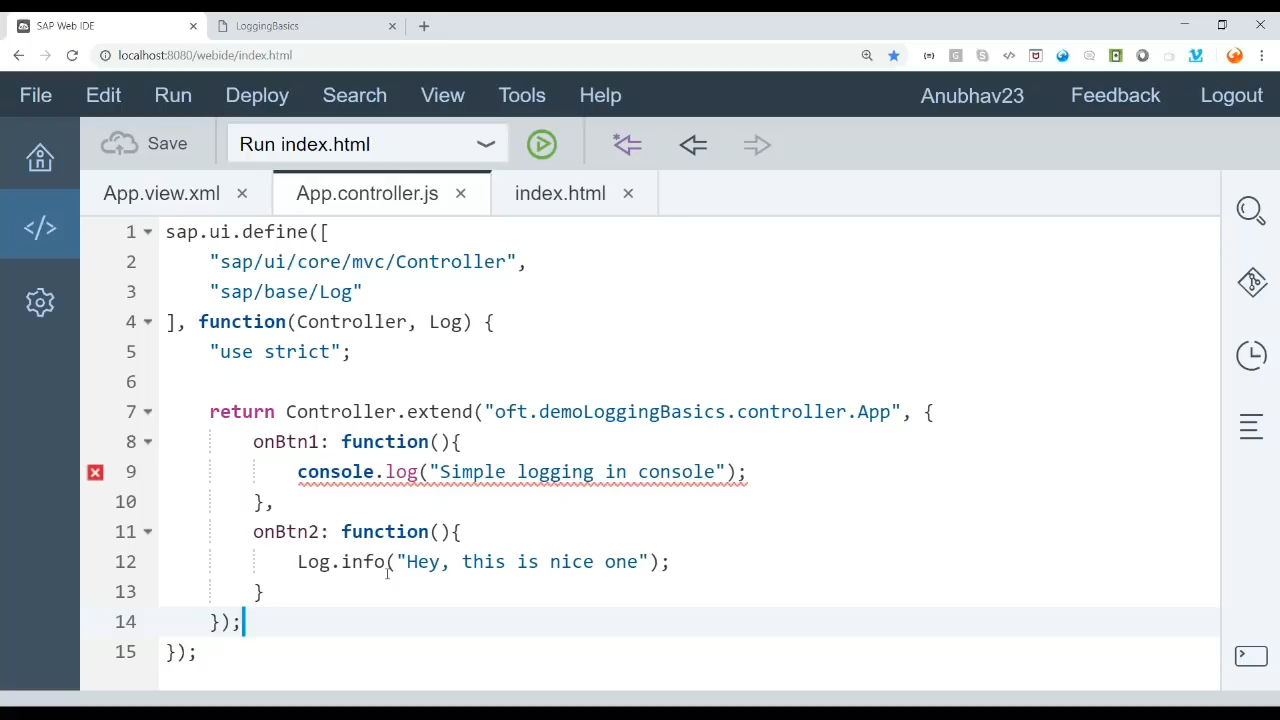 SAP Web IDE
LoggingBasics
localhost:8080/webide/index.html
File Edit Run Deploy Search View Tools Help Anubhav23 Feedback Logout
Save Run index.html
App.view.xml App.controller.js index.html
1 sap.ui.define([
2 "sap/ui/core/mvc/Controller",
3 "sap/base/Log"
4 ], function(Controller, Log) {
5 "use strict";
6
7 return Controller.extend("oft.demoLoggingBasics.controller.App", {
8 onBtn1: function(){
9 console.log("Simple logging in console");
10 },
11 onBtn2: function(){
12 Log.info("Hey, this is nice one");
13 }
14 });
15 });